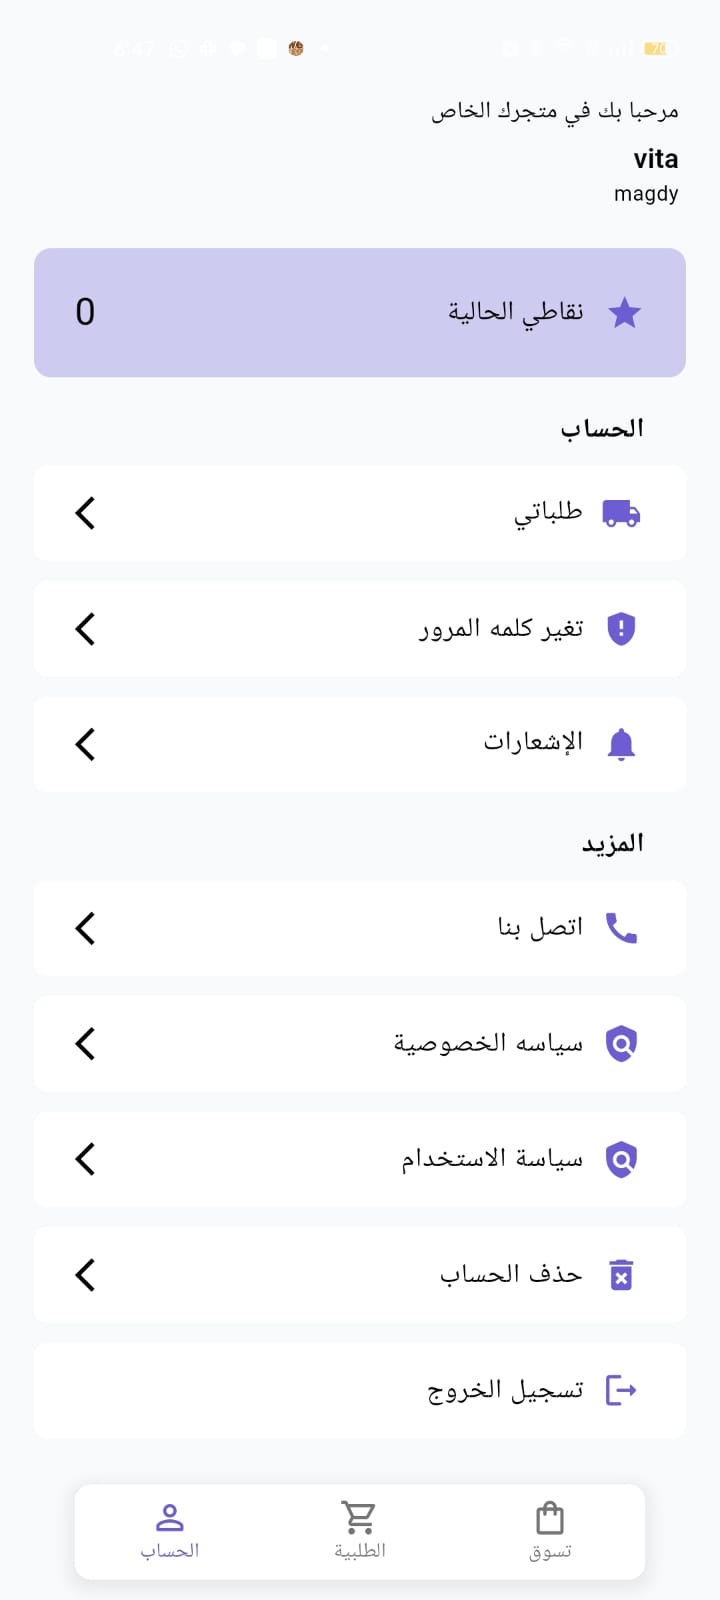 6:47
70
مرحبا بك في متجرك الخاص
vita
magdy
نقاطي الحالية 0
الحساب
طلباتي
تغير كلمه المرور
الإشعارات
المزيد
اتصل بنا
سياسه الخصوصية
سياسة الاستخدام
حذف الحساب
تسجيل الخروج
تسوق الطلبية الحساب